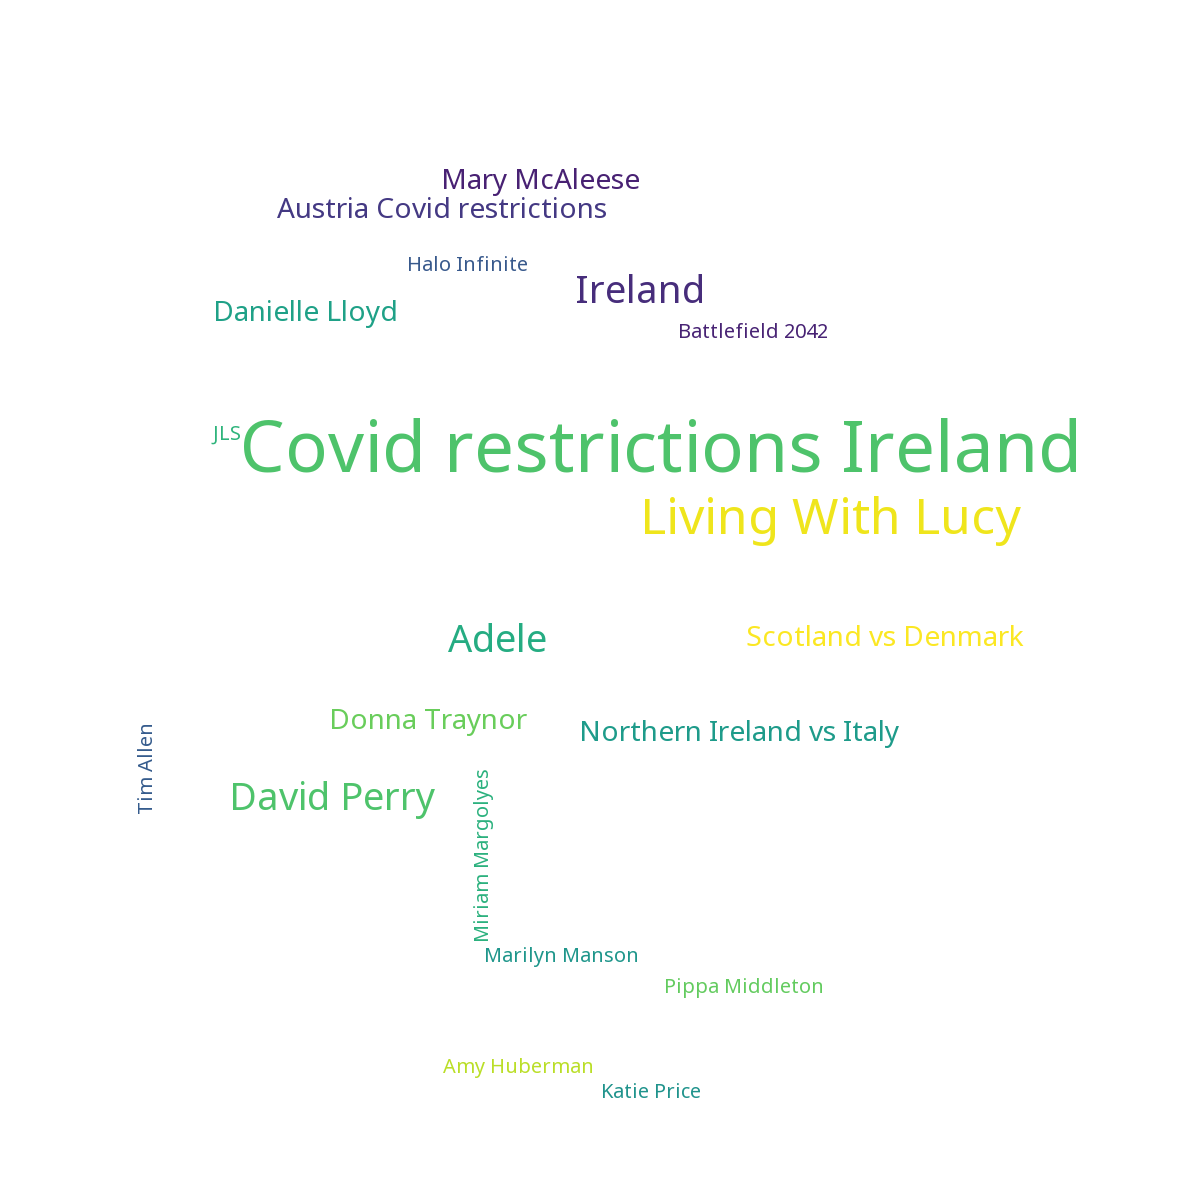 Mary McAleese
Austria Covid restrictions
Halo Infinite
Ireland
Danielle Lloyd
Battlefield 2042
JLS
Covid restrictions Ireland
Living With Lucy
Adele
Scotland vs Denmark
Donna Traynor
Northern Ireland vs Italy
Tim Allen
David Perry
Miriam Margolyes
Marilyn Manson
Pippa Middleton
Amy Huberman
Katie Price